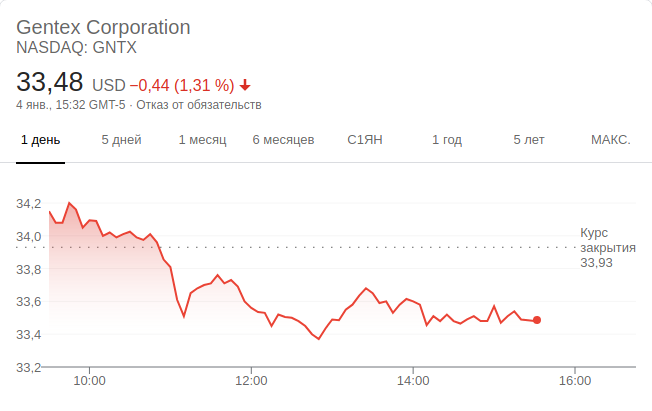 Gentex Corporation
NASDAQ: GNTX
33,48 USD −0,44 (1,31 %)
4 янв., 15:32 GMT-5 · Отказ от обязательств
1 день 5 дней 1 месяц 6 месяцев С1ЯН 1 год 5 лет МАКС.
34,2
34,0
33,8
33,6
33,4
33,2
Курс
закрытия
33,93
10:00 12:00 14:00 16:00